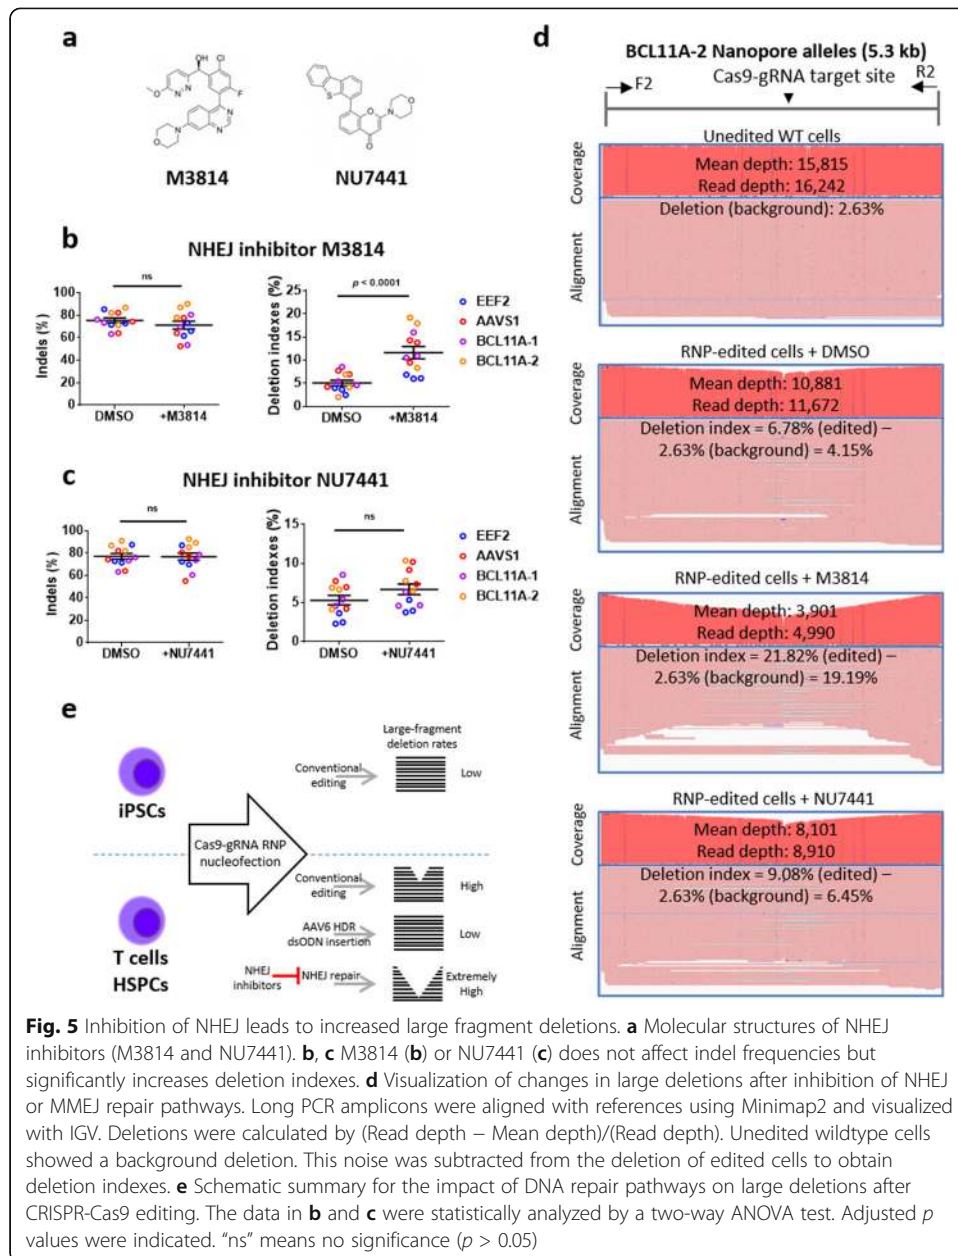 a
OH
Cl
N
N
O
F
N
N
O
N
M3814
S
O
N
O
O
NU7441
b
NHEJ inhibitor M3814
ns
Indels (%)
100
80
60
40
20
0
DMSO
+M3814
p < 0.0001
Deletion indexes (%)
25
20
15
10
5
0
DMSO
+M3814
EEF2
AAVS1
BCL11A-1
BCL11A-2
c
NHEJ inhibitor NU7441
ns
Indels (%)
100
80
60
40
20
0
DMSO
+NU7441
ns
Deletion indexes (%)
15
10
5
0
DMSO
+NU7441
EEF2
AAVS1
BCL11A-1
BCL11A-2
d
BCL11A-2 Nanopore alleles (5.3 kb)
F2
Cas9-gRNA target site
R2
Unedited WT cells
Coverage
Mean depth: 15,815
Read depth: 16,242
Alignment
Deletion (background): 2.63%
RNP-edited cells + DMSO
Coverage
Mean depth: 10,881
Read depth: 11,672
Alignment
Deletion index = 6.78% (edited) –
2.63% (background) = 4.15%
RNP-edited cells + M3814
Coverage
Mean depth: 3,901
Read depth: 4,990
Alignment
Deletion index = 21.82% (edited) –
2.63% (background) = 19.19%
RNP-edited cells + NU7441
Coverage
Mean depth: 8,101
Read depth: 8,910
Alignment
Deletion index = 9.08% (edited) –
2.63% (background) = 6.45%
e
iPSCs
T cells
HSPCs
Cas9-gRNA RNP
nucleofection
Large-fragment
deletion rates
Conventional
editing
Low
Conventional
editing
High
AAV6 HDR
dsODN insertion
Low
NHEJ
inhibitors
NHEJ repair
Extremely
High
Fig. 5 Inhibition of NHEJ leads to increased large fragment deletions. a Molecular structures of NHEJ
inhibitors (M3814 and NU7441). b, c M3814 (b) or NU7441 (c) does not affect indel frequencies but
significantly increases deletion indexes. d Visualization of changes in large deletions after inhibition of NHEJ
or MMEJ repair pathways. Long PCR amplicons were aligned with references using Minimap2 and visualized
with IGV. Deletions were calculated by (Read depth – Mean depth)/(Read depth). Unedited wildtype cells
showed a background deletion. This noise was subtracted from the deletion of edited cells to obtain
deletion indexes. e Schematic summary for the impact of DNA repair pathways on large deletions after
CRISPR-Cas9 editing. The data in b and c were statistically analyzed by a two-way ANOVA test. Adjusted p
values were indicated. “ns” means no significance (p > 0.05)